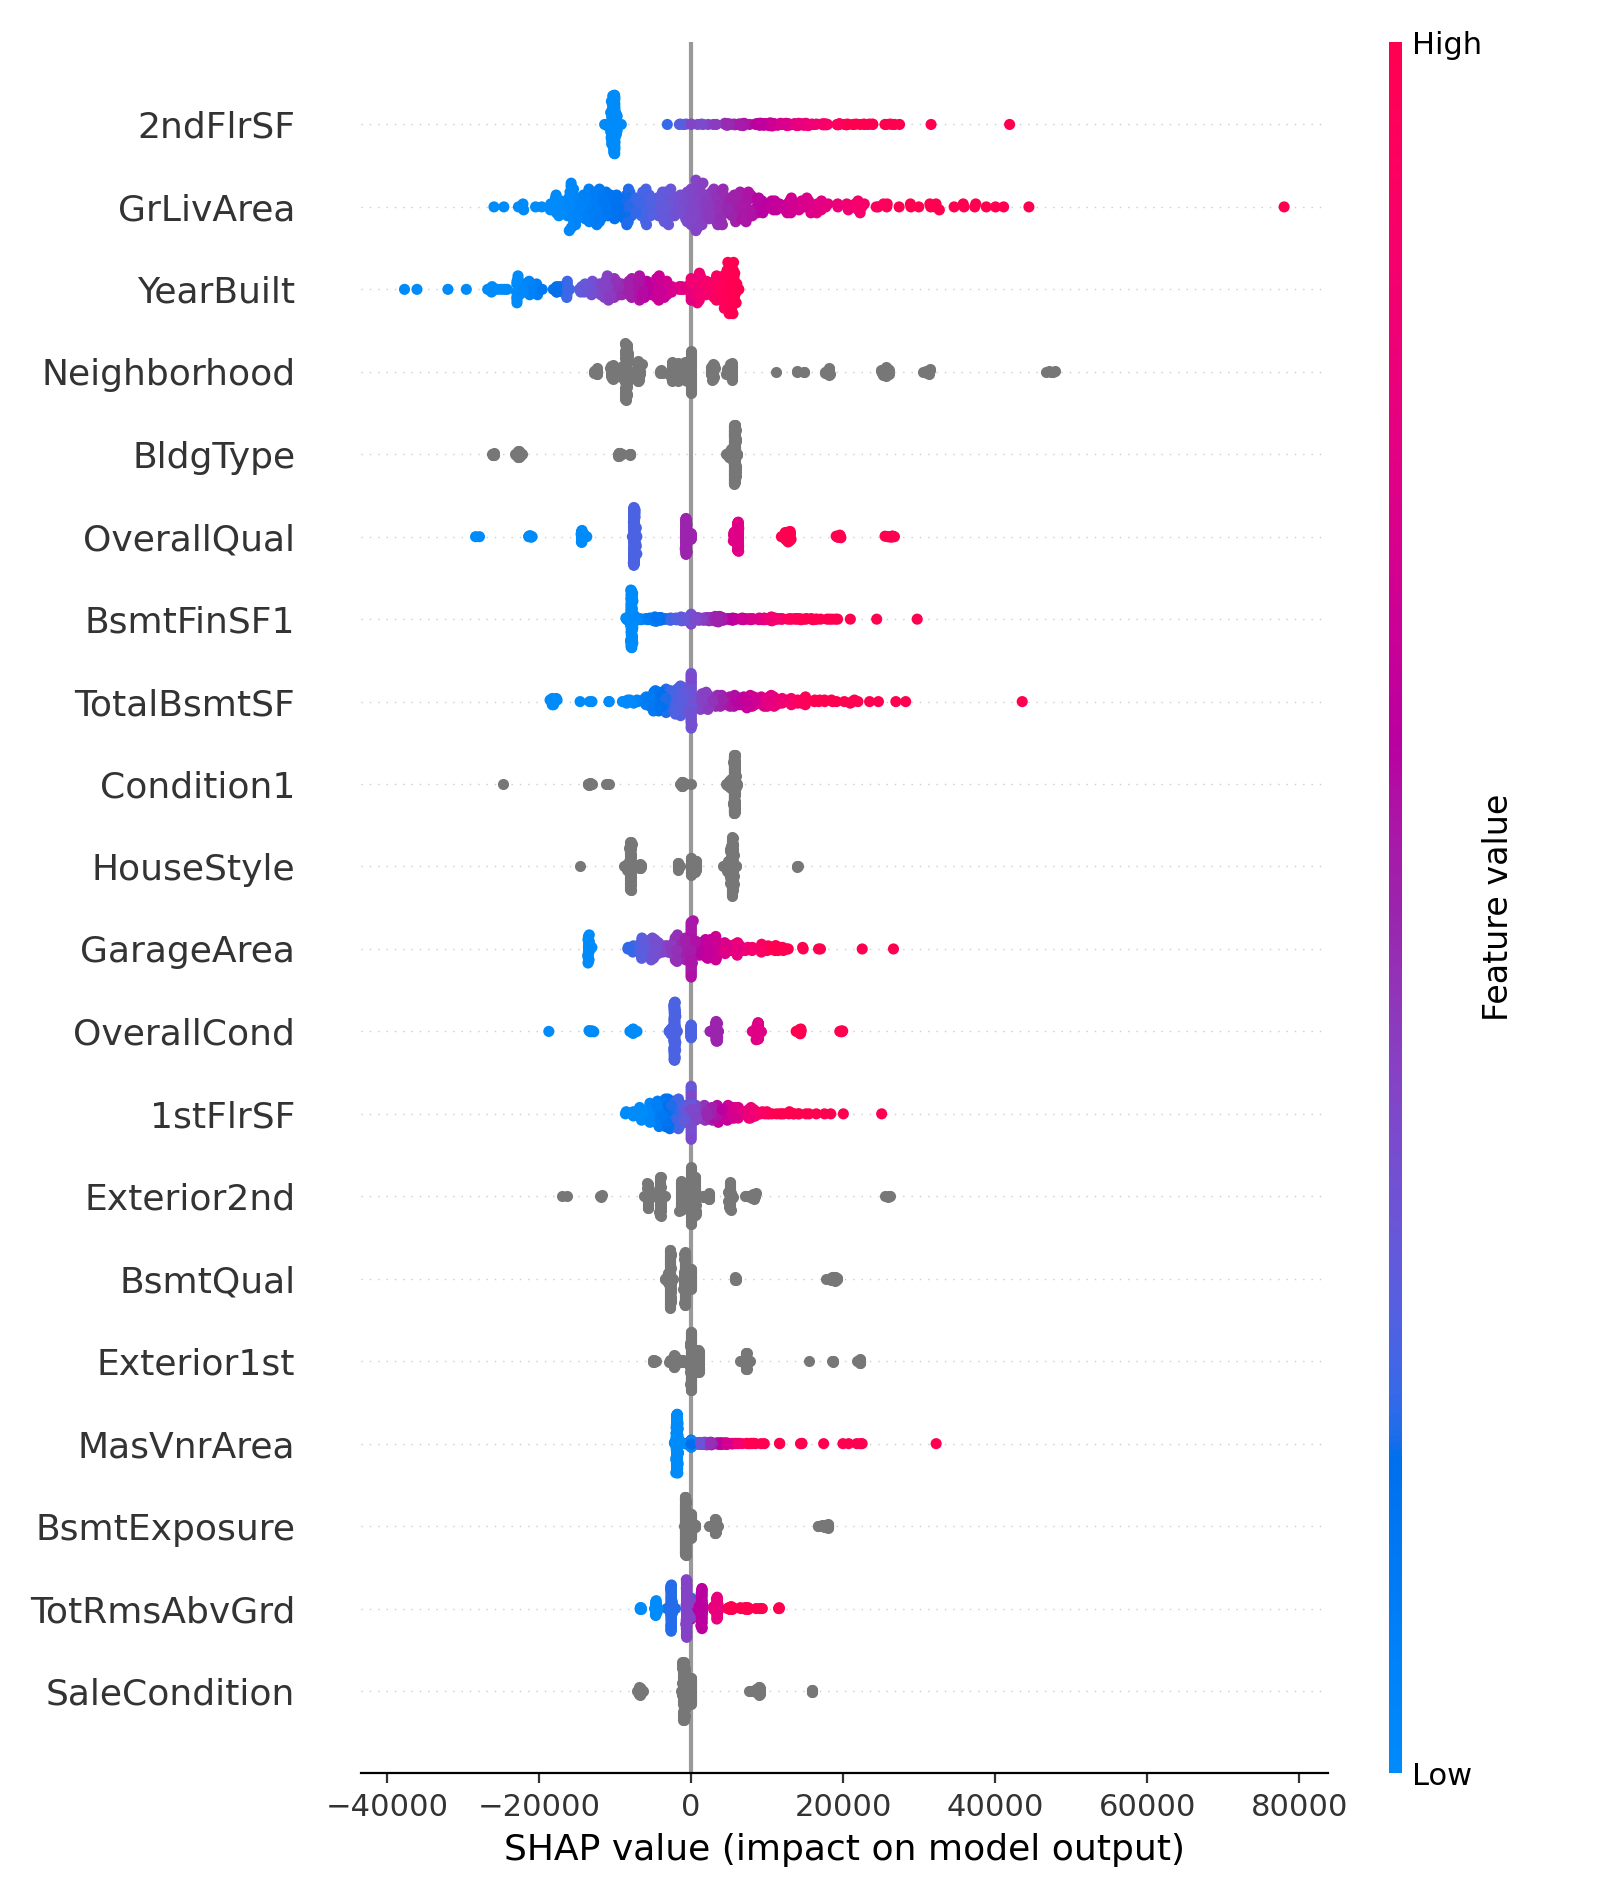 High
2ndFlrSF
GrLivArea
YearBuilt
Neighborhood
BldgType
OverallQual
BsmtFinSF1
TotalBsmtSF
Condition1
HouseStyle
GarageArea
OverallCond
1stFlrSF
Exterior2nd
BsmtQual
Exterior1st
MasVnrArea
BsmtExposure
TotRmsAbvGrd
SaleCondition
Feature value
Low
−40000 −20000 0 20000 40000 60000 80000
SHAP value (impact on model output)